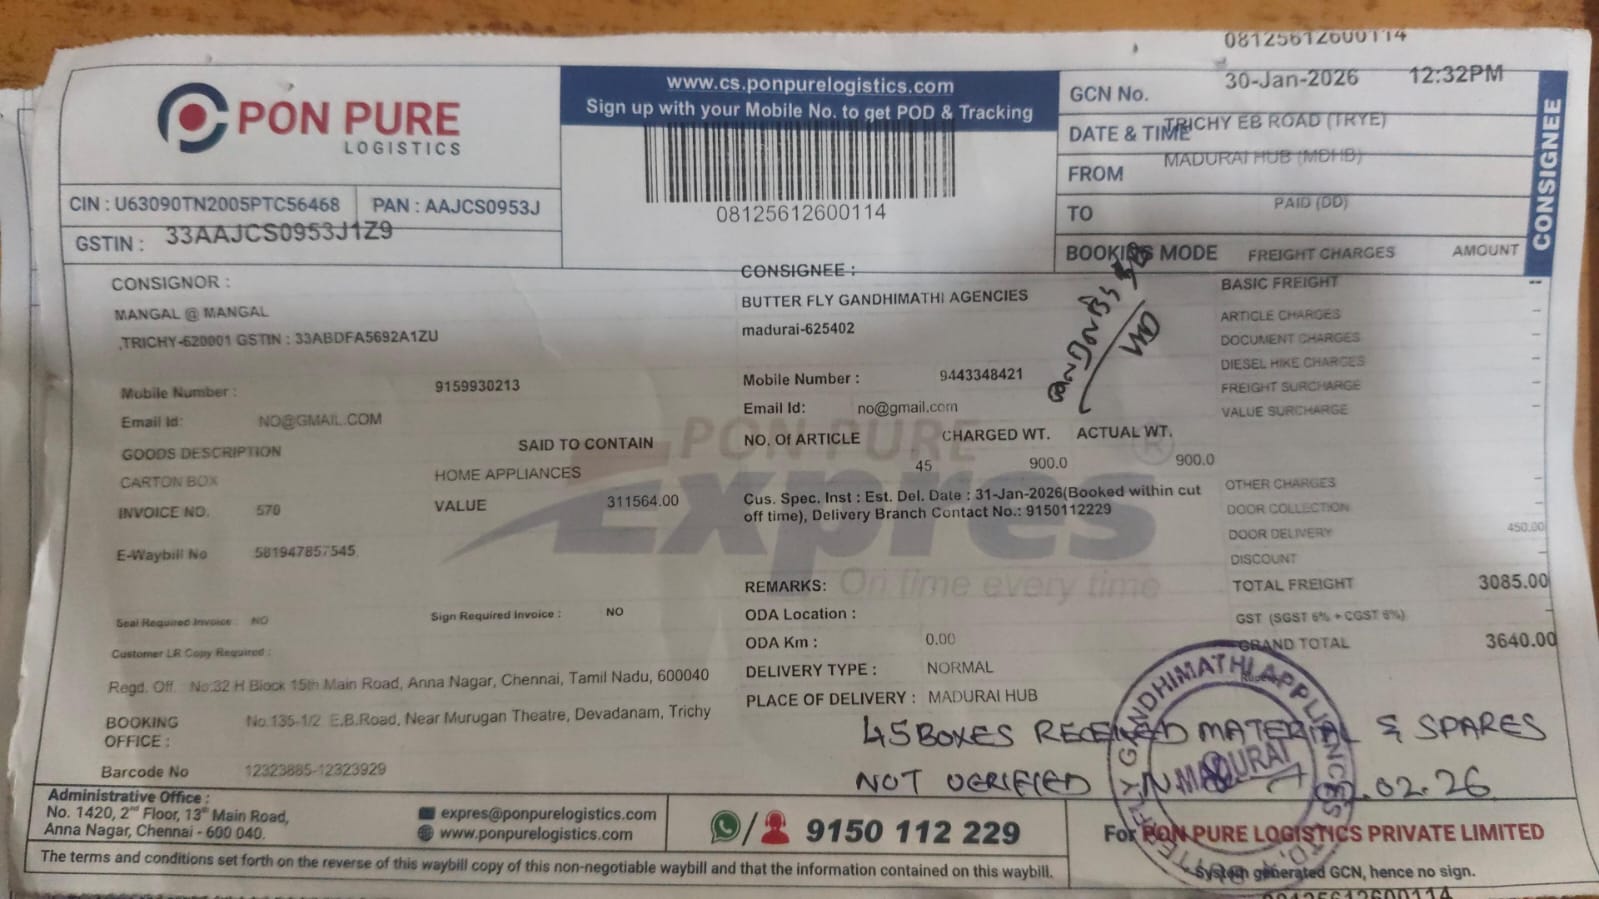 08125612600114
PON PURE
LOGISTICS
www.cs.ponpurelogistics.com
Sign up with your Mobile No. to get POD & Tracking
08125612600114
CIN : U63090TN2005PTC56468
PAN : AAJCS0953J
GSTIN : 33AAJCS0953J1Z9
GCN No.
30-Jan-2026 12:32PM
DATE & TIME
TRICHY EB ROAD (TRYE)
MADURAI HUB (MDHB)
FROM
TO
PAID (DD)
BOOKING MODE
FREIGHT CHARGES
AMOUNT
CONSIGNEE
CONSIGNOR :
MANGAL @ MANGAL
,TRICHY-620001 GSTIN : 33ABDFA5692A1ZU
Mobile Number : 9159930213
Email Id: NO@GMAIL.COM
GOODS DESCRIPTION
SAID TO CONTAIN
CARTON BOX
HOME APPLIANCES
INVOICE NO. 570
VALUE 311564.00
E-Waybill No 581947857545
Seal Required Invoice : NO
Sign Required Invoice : NO
Customer LR Copy Required :
Regd. Off. No:32 H Block 15th Main Road, Anna Nagar, Chennai, Tamil Nadu, 600040
BOOKING OFFICE :
No.135-1/2 E.B.Road, Near Murugan Theatre, Devadanam, Trichy
Barcode No 12323885-12323929
CONSIGNEE :
BUTTER FLY GANDHIMATHI AGENCIES
madurai-625402
Mobile Number : 9443348421
Email Id: no@gmail.com
NO. Of ARTICLE CHARGED WT. ACTUAL WT.
45 900.0 900.0
Cus. Spec. Inst : Est. Del. Date : 31-Jan-2026(Booked within cut
off time), Delivery Branch Contact No.: 9150112229
PON PURE
Expres
®
On time every time
REMARKS:
ODA Location :
ODA Km : 0.00
DELIVERY TYPE : NORMAL
PLACE OF DELIVERY : MADURAI HUB
BASIC FREIGHT
ARTICLE CHARGES
DOCUMENT CHARGES
DIESEL HIKE CHARGES
FREIGHT SURCHARGE
VALUE SURCHARGE
OTHER CHARGES
DOOR COLLECTION
DOOR DELIVERY 450.00
DISCOUNT
TOTAL FREIGHT 3085.00
GST (SGST 6% + CGST 6%)
GRAND TOTAL 3640.00
45 BOXES RECEIVED MATERIAL & SPARES
NOT VERIFIED
.02.26
MADURAI
Administrative Office :
No. 1420, 2nd Floor, 13th Main Road,
Anna Nagar, Chennai - 600 040.
expres@ponpurelogistics.com
www.ponpurelogistics.com
9150 112 229
For PON PURE LOGISTICS PRIVATE LIMITED
System generated GCN, hence no sign.
The terms and conditions set forth on the reverse of this waybill copy of this non-negotiable waybill and that the information contained on this waybill.
08125612600114